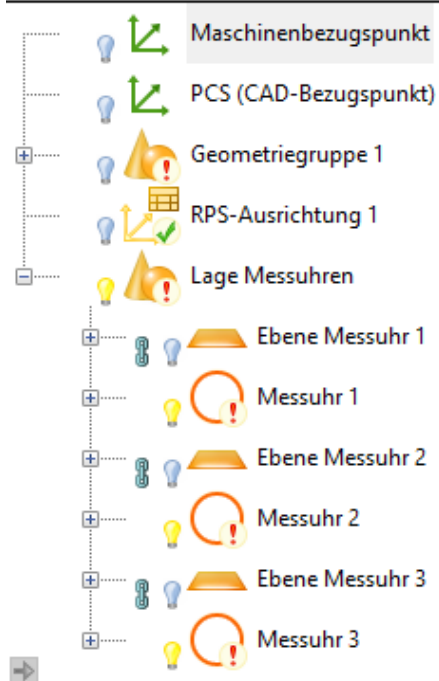 Maschinenbezugspunkt
PCS (CAD-Bezugspunkt)
Geometriegruppe 1
RPS-Ausrichtung 1
Lage Messuhren
Ebene Messuhr 1
Messuhr 1
Ebene Messuhr 2
Messuhr 2
Ebene Messuhr 3
Messuhr 3